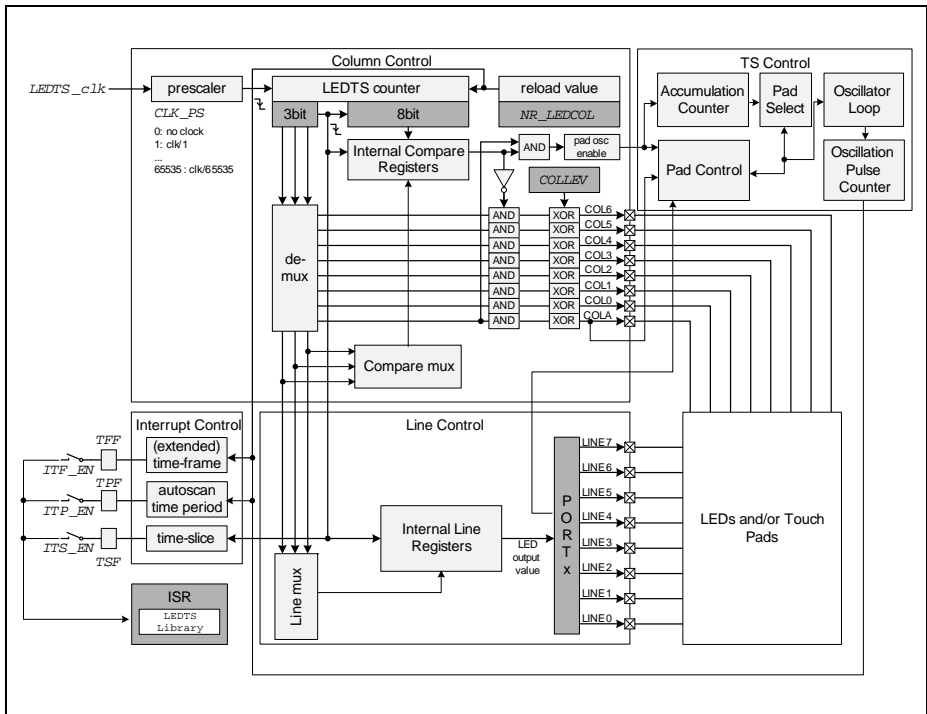 Column Control
LEDTS_clk
prescaler
CLK_PS
0: no clock
1: clk/1
...
65535 : clk/65535
LEDTS counter
3bit
8bit
reload value
NR_LEDCOL
Internal Compare
Registers
AND
pad osc
enable
COLLEV
TS Control
Accumulation
Counter
Pad
Select
Oscillator
Loop
Pad Control
Oscillation
Pulse
Counter
de-
mux
AND
XOR
COL6
AND
XOR
COL5
AND
XOR
COL4
AND
XOR
COL3
AND
XOR
COL2
AND
XOR
COL1
AND
XOR
COL0
AND
XOR
COLA
Compare mux
Interrupt Control
TFF
ITF_EN
(extended)
time-frame
TPF
ITP_EN
autoscan
time period
ITS_EN
TSF
time-slice
ISR
LEDTS
Library
Line Control
Line mux
Internal Line
Registers
LED
output
value
P
O
R
T
x
LINE7
LINE6
LINE5
LINE4
LINE3
LINE2
LINE1
LINE0
LEDs and/or Touch
Pads